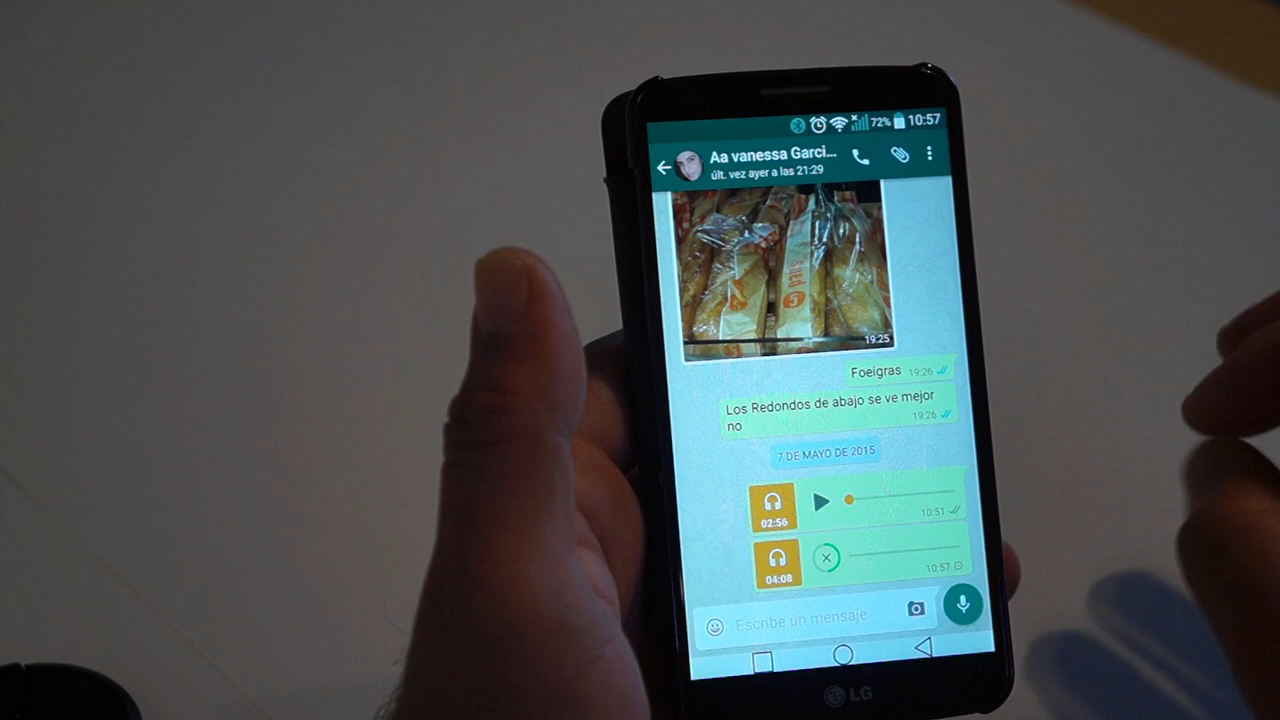 72% 10:57
Aa vanessa Garci...
últ. vez ayer a las 21:29
19:25
Foeigras 19:26
Los Redondos de abajo se ve mejor
no 19:26
7 DE MAYO DE 2015
02:56 10:51
04:08 10:57
Escribe un mensaje
LG